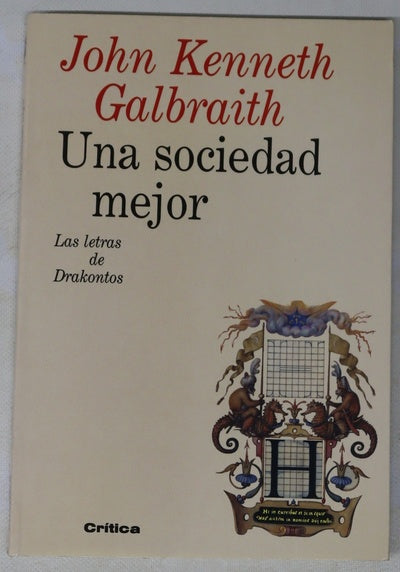 John Kenneth
Galbraith
Una sociedad
mejor
Las letras
de
Drakontos
H
Crítica